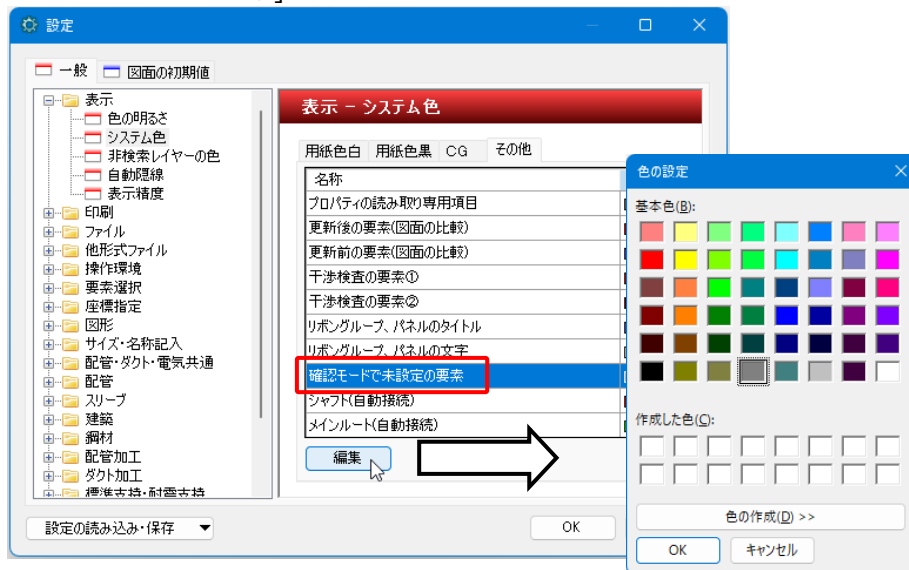 設定
一般 図面の初期値
表示
色の明るさ
システム色
非検索レイヤーの色
自動隠線
表示精度
印刷
ファイル
他形式ファイル
操作環境
要素選択
座標指定
図形
サイズ・名称記入
配管・ダクト・電気共通
配管
スリーブ
建築
鋼材
配管加工
ダクト加工
標準支持・耐震支持
表示 - システム色
用紙色白 用紙色黒 CG その他
名称
プロパティの読み取り専用項目
更新後の要素(図面の比較)
更新前の要素(図面の比較)
干渉検査の要素①
干渉検査の要素②
リボングループ、パネルのタイトル
リボングループ、パネルの文字
確認モードで未設定の要素
シャフト(自動接続)
メインルート(自動接続)
編集
設定の読み込み・保存
OK
色の設定
基本色(B):
作成した色(C):
色の作成(D) >>
OK キャンセル